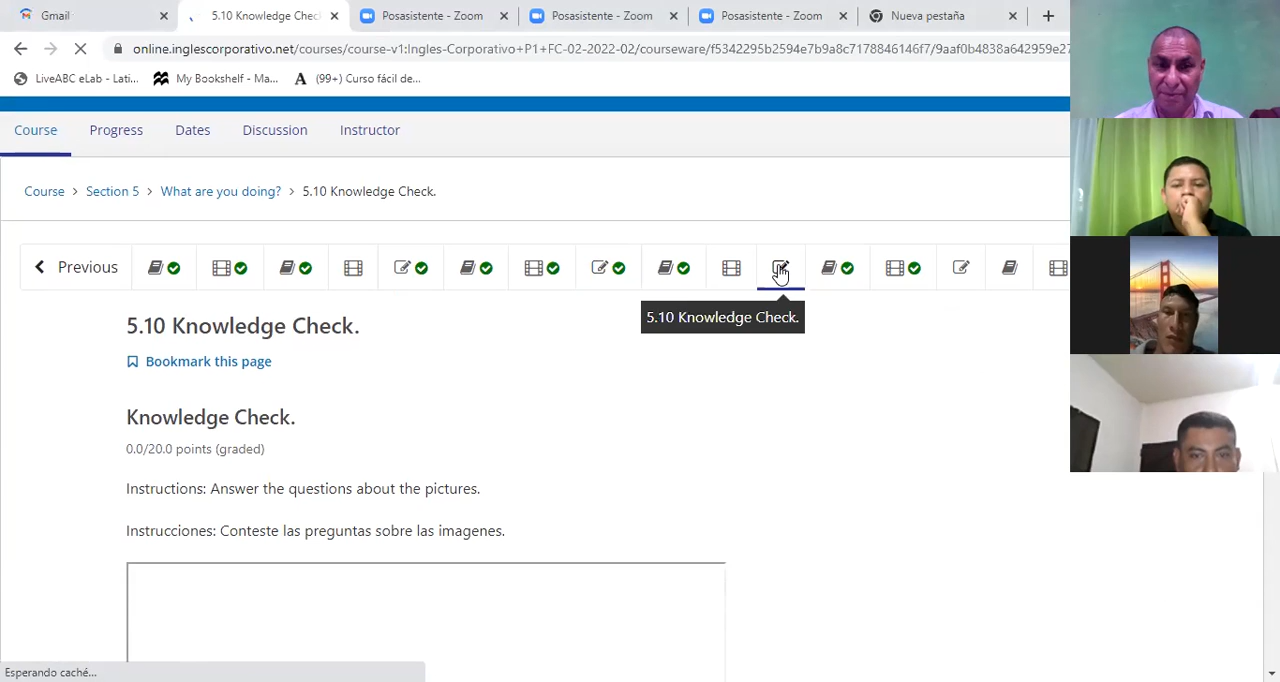 Gmail
5.10 Knowledge Chec
Posasistente - Zoom
Posasistente - Zoom
Posasistente - Zoom
Nueva pestaña
online.inglescorporativo.net/courses/course-v1:Ingles-Corporativo+P1+FC-02-2022-02/courseware/f5342295b2594e7b9a8c7178846146f7/9aaf0b4838a642959e27
LiveABC eLab - Lati...
My Bookshelf - Ma...
(99+) Curso fácil de...
Course
Progress
Dates
Discussion
Instructor
Course > Section 5 > What are you doing? > 5.10 Knowledge Check.
Previous
5.10 Knowledge Check.
5.10 Knowledge Check.
Bookmark this page
Knowledge Check.
0.0/20.0 points (graded)
Instructions: Answer the questions about the pictures.
Instrucciones: Conteste las preguntas sobre las imagenes.
Esperando caché...